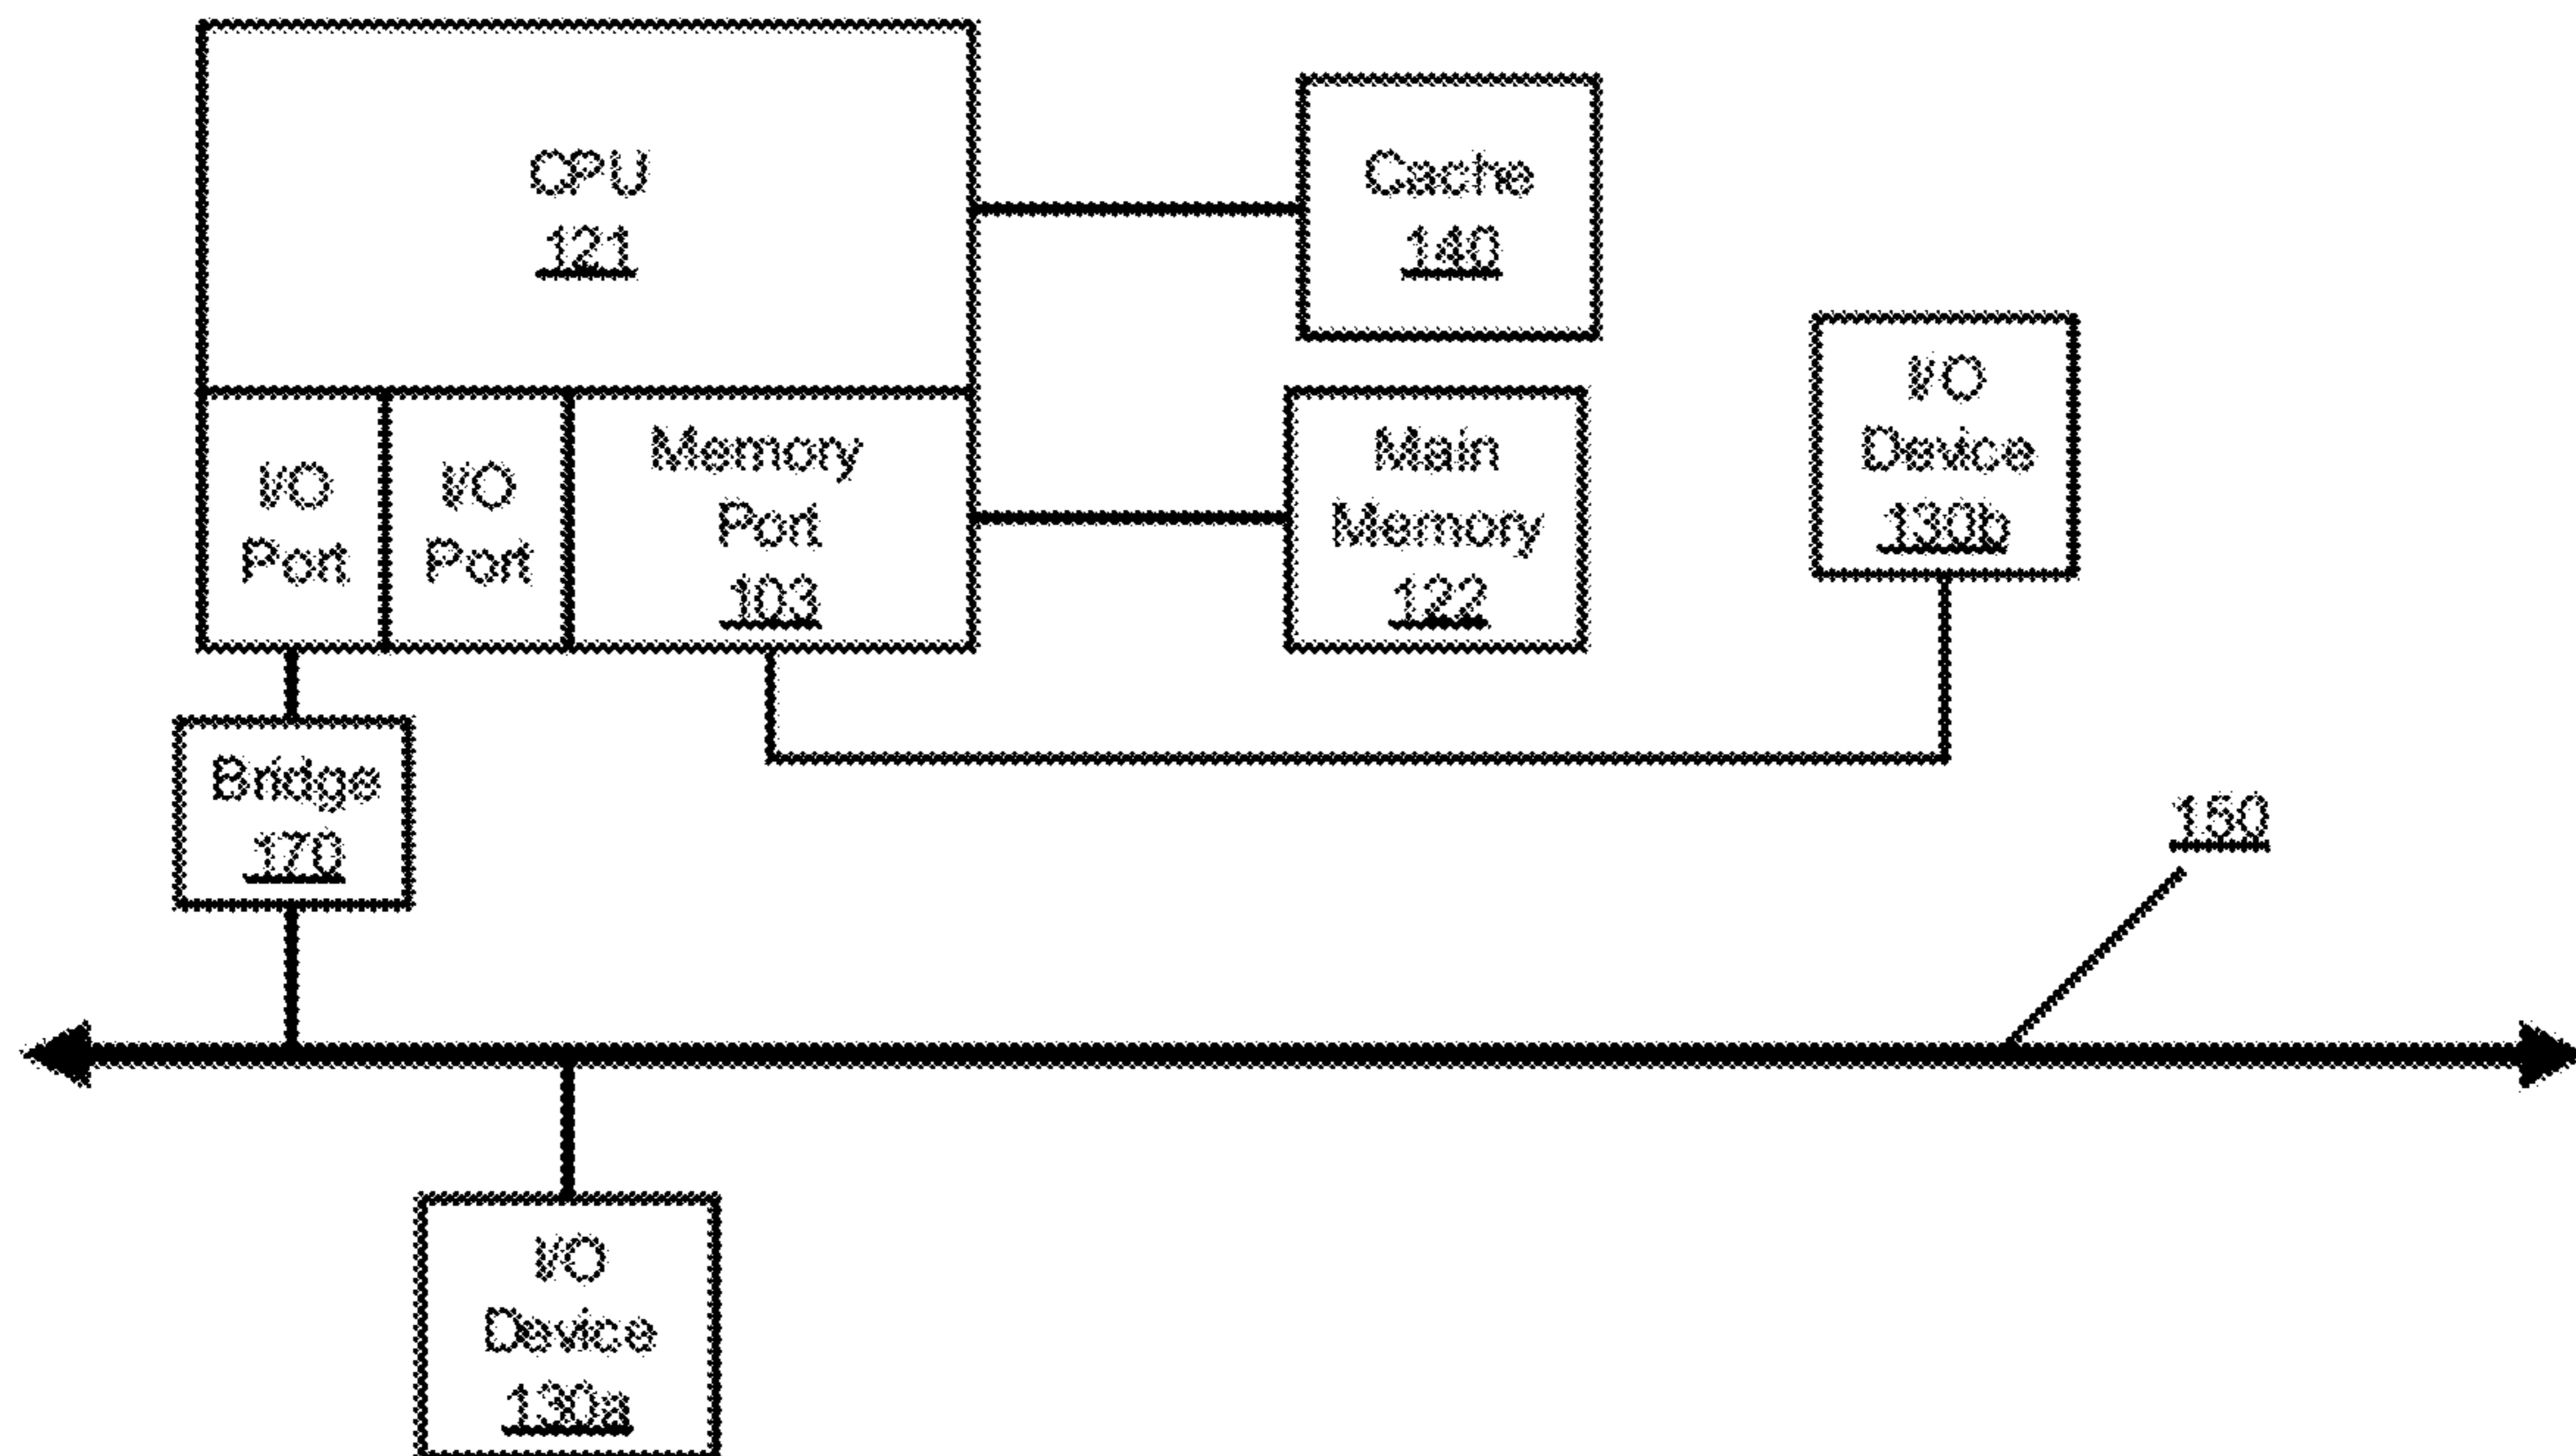 CPU
121
Cache
140
I/O
Port
I/O
Port
Memory
Port
103
Main
Memory
122
I/O
Device
130b
Bridge
170
150
I/O
Device
130a